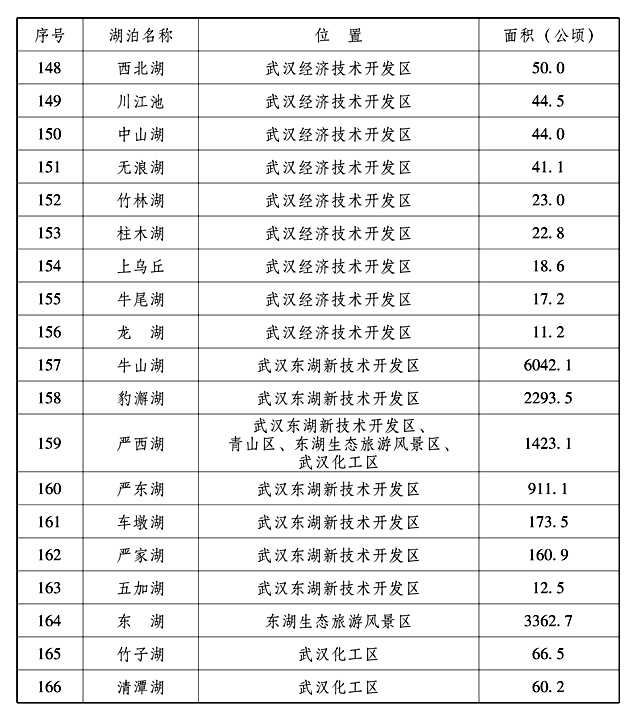 序号 湖泊名称 位 置 面积（公顷）
148 西北湖 武汉经济技术开发区 50.0
149 川江池 武汉经济技术开发区 44.5
150 中山湖 武汉经济技术开发区 44.0
151 无浪湖 武汉经济技术开发区 41.1
152 竹林湖 武汉经济技术开发区 23.0
153 柱木湖 武汉经济技术开发区 22.8
154 上乌丘 武汉经济技术开发区 18.6
155 牛尾湖 武汉经济技术开发区 17.2
156 龙 湖 武汉经济技术开发区 11.2
157 牛山湖 武汉东湖新技术开发区 6042.1
158 豹澥湖 武汉东湖新技术开发区 2293.5
159 严西湖 武汉东湖新技术开发区、
青山区、东湖生态旅游风景区、
武汉化工区 1423.1
160 严东湖 武汉东湖新技术开发区 911.1
161 车墩湖 武汉东湖新技术开发区 173.5
162 严家湖 武汉东湖新技术开发区 160.9
163 五加湖 武汉东湖新技术开发区 12.5
164 东 湖 东湖生态旅游风景区 3362.7
165 竹子湖 武汉化工区 66.5
166 清潭湖 武汉化工区 60.2